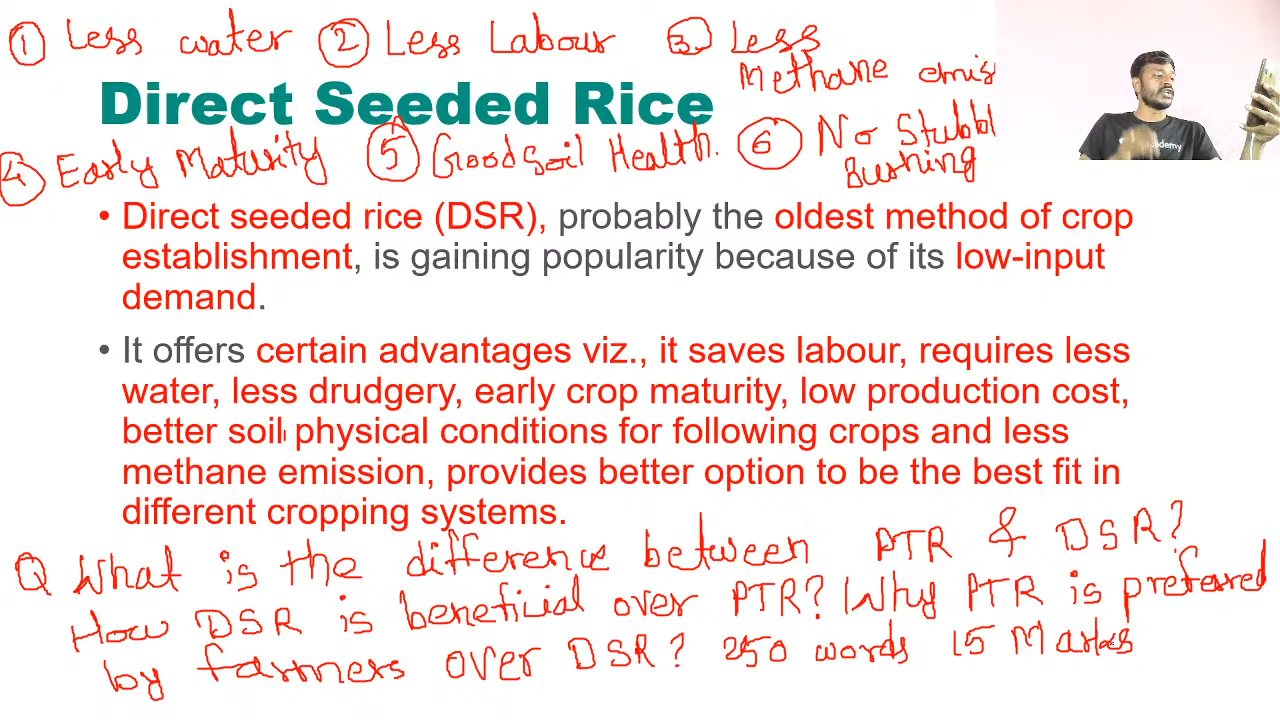 ① Less water ② Less Labour ③ Less
Methane emis
Direct Seeded Rice
④ Early Maturity ⑤ Good Soil Health. ⑥ No Stubbl
Burning
academy
• Direct seeded rice (DSR), probably the oldest method of crop
establishment, is gaining popularity because of its low-input
demand.
• It offers certain advantages viz., it saves labour, requires less
water, less drudgery, early crop maturity, low production cost,
better soil physical conditions for following crops and less
methane emission, provides better option to be the best fit in
different cropping systems.
Q What is the difference between PTR & DSR?
How DSR is beneficial over PTR? Why PTR is preferred
by farmers over DSR? 250 words 15 Marks